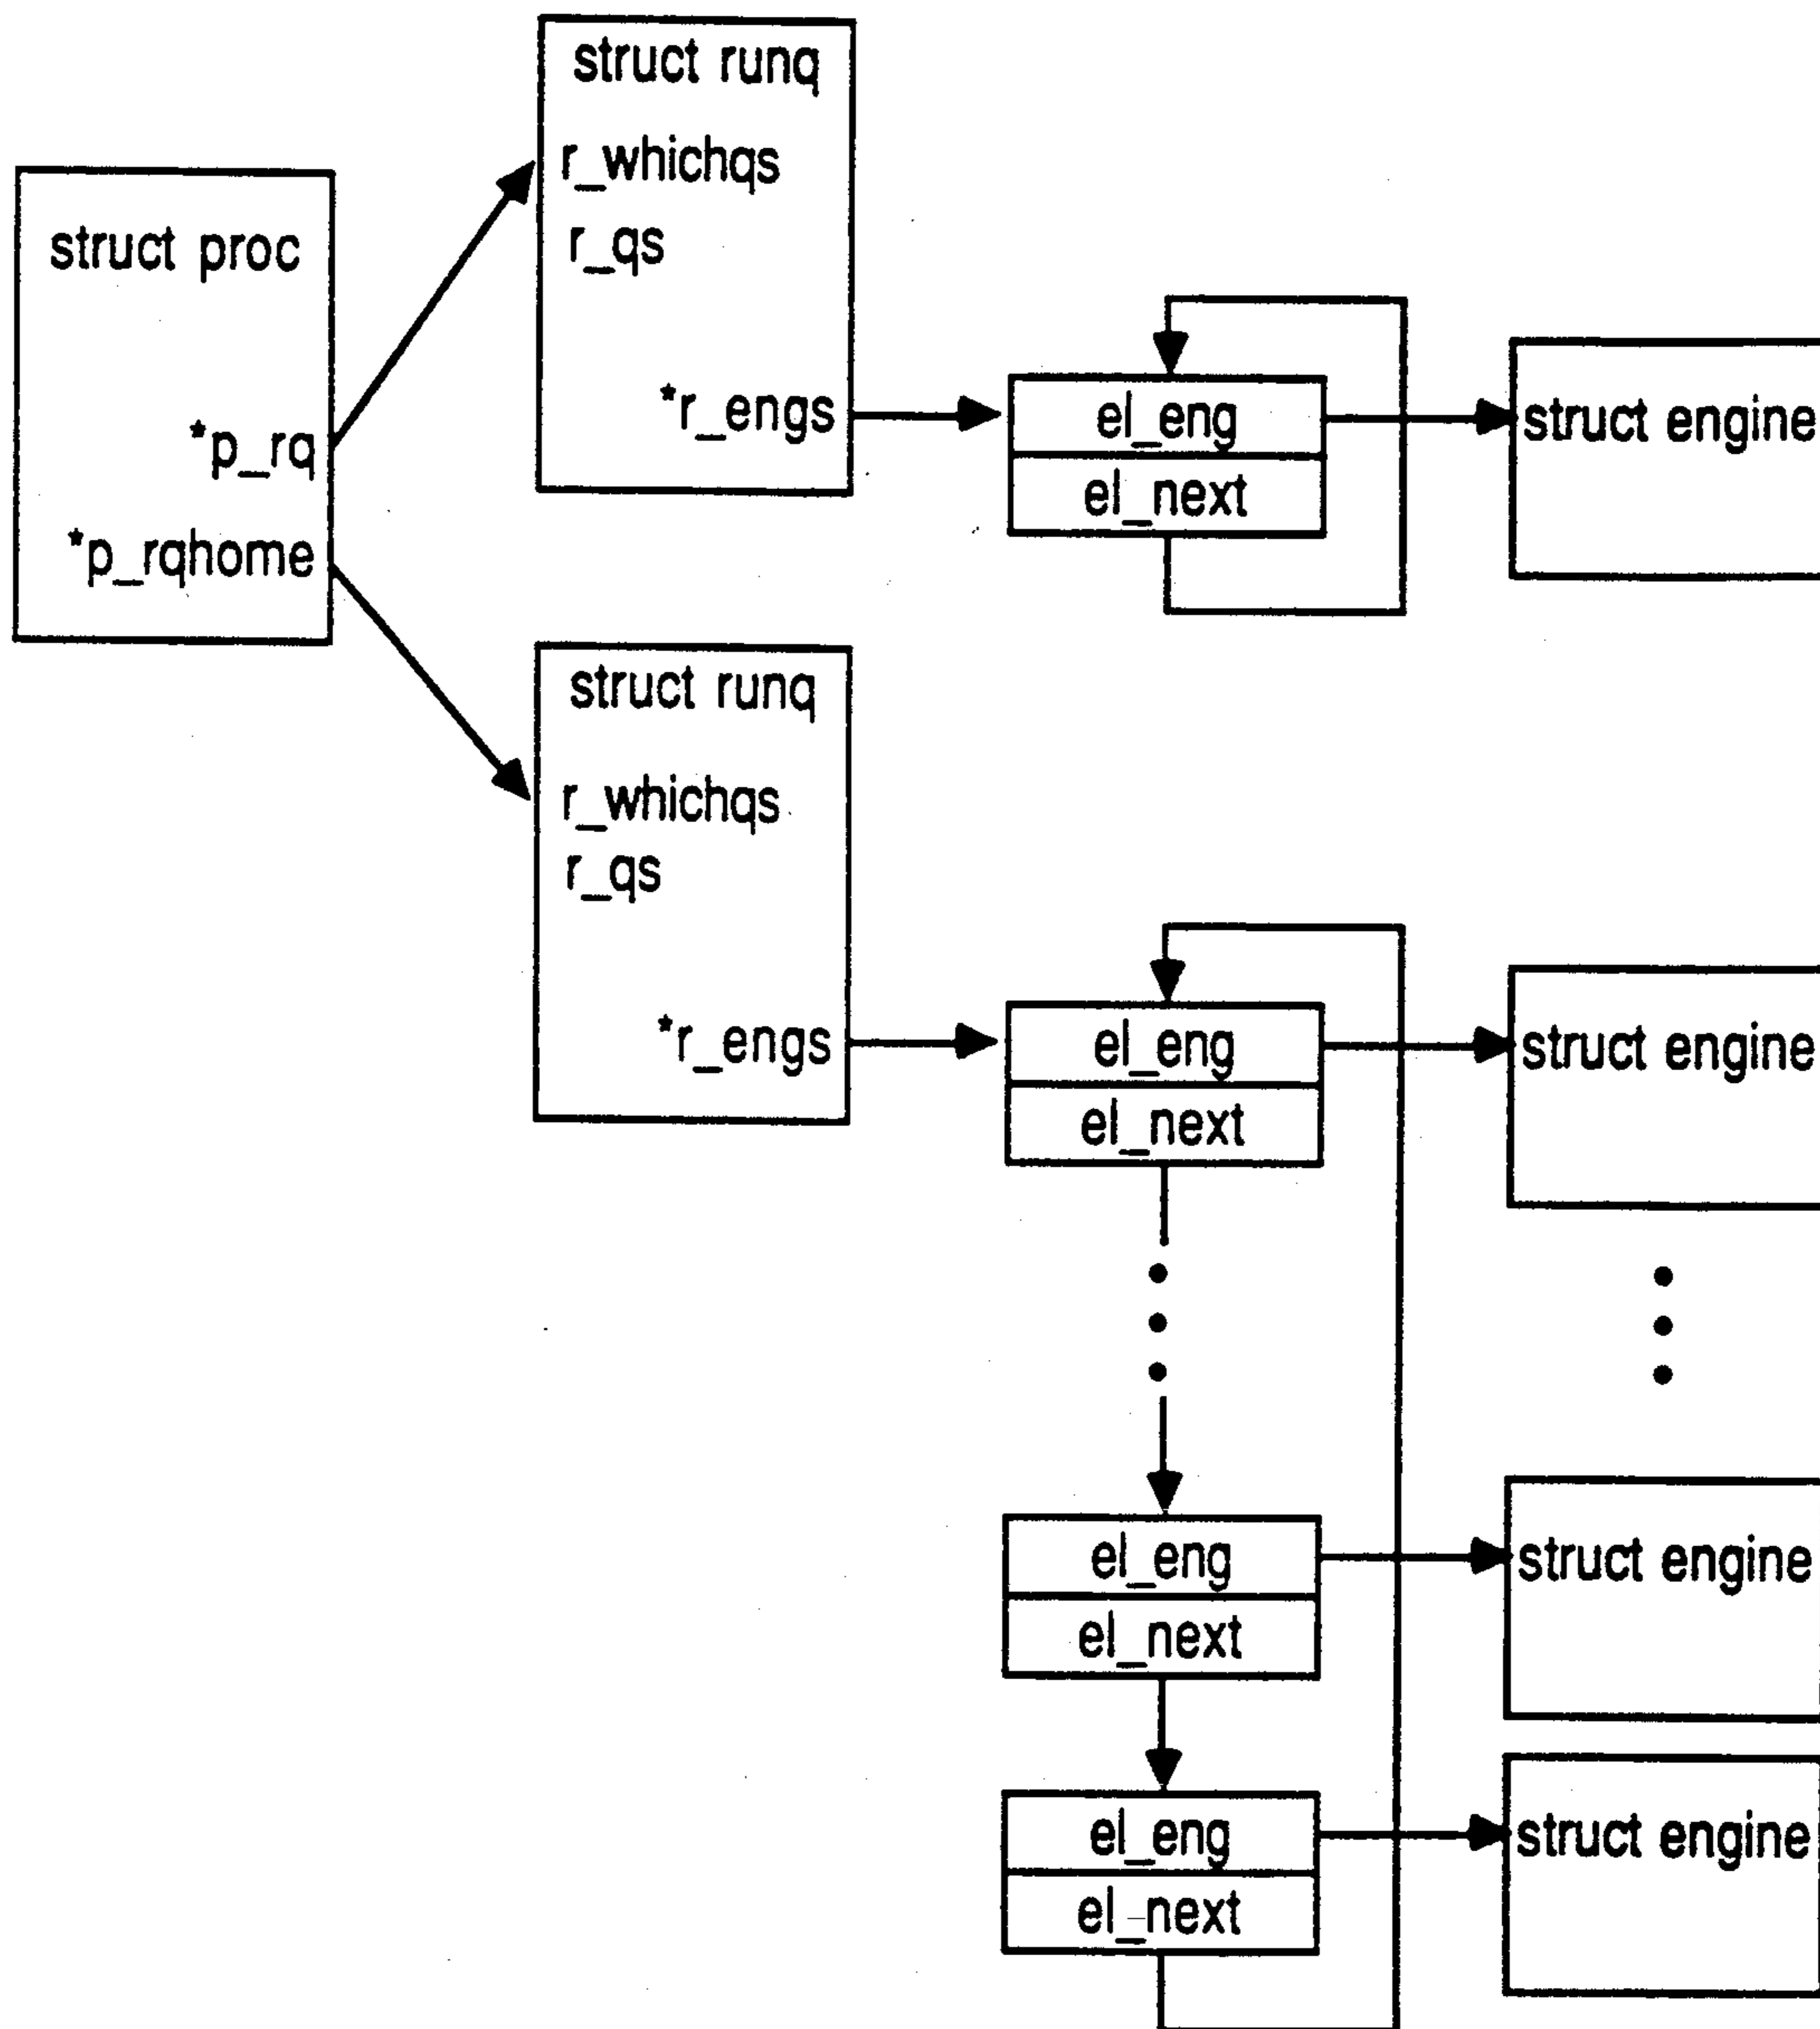 struct proc
*p_rq
*p_rqhome
struct runq
r_whichqs
r_qs
*r_engs
el_eng
el_next
struct engine
struct runq
r_whichqs
r_qs
*r_engs
el_eng
el_next
struct engine
el_eng
el_next
struct engine
el_eng
el_next
struct engine